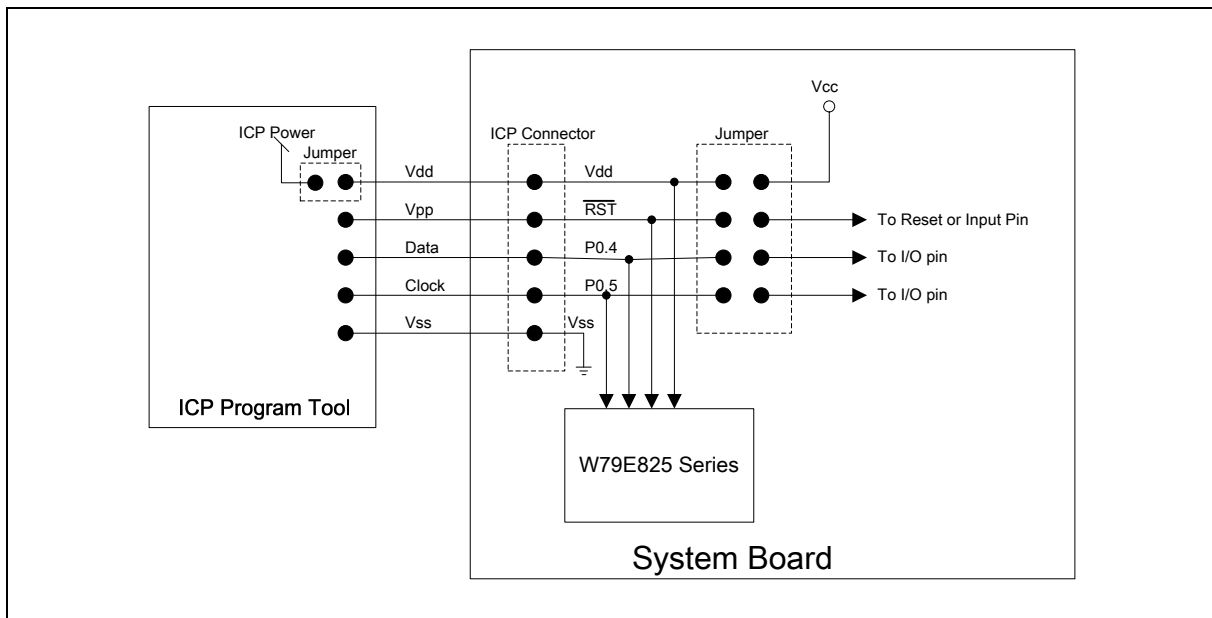 Vcc
ICP Power
Jumper
ICP Connector
Jumper
Vdd
Vdd
Vpp
RST
To Reset or Input Pin
Data
P0.4
To I/O pin
Clock
P0.5
To I/O pin
Vss
Vss
ICP Program Tool
W79E825 Series
System Board